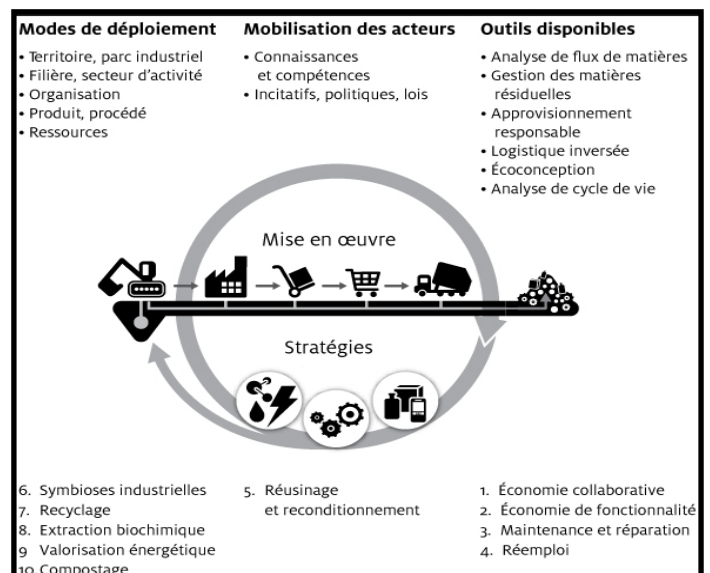 Modes de déploiement
• Territoire, parc industriel
• Filière, secteur d’activité
• Organisation
• Produit, procédé
• Ressources
Mobilisation des acteurs
• Connaissances
et compétences
• Incitatifs, politiques, lois
Outils disponibles
• Analyse de flux de matières
• Gestion des matières
résiduelles
• Approvisionnement
responsable
• Logistique inversée
• Écoconception
• Analyse de cycle de vie
Mise en œuvre
Stratégies
6. Symbioses industrielles
7. Recyclage
8. Extraction biochimique
9 Valorisation énergétique
10 Compostage
5. Réusinage
et reconditionnement
1. Économie collaborative
2. Économie de fonctionnalité
3. Maintenance et réparation
4. Réemploi